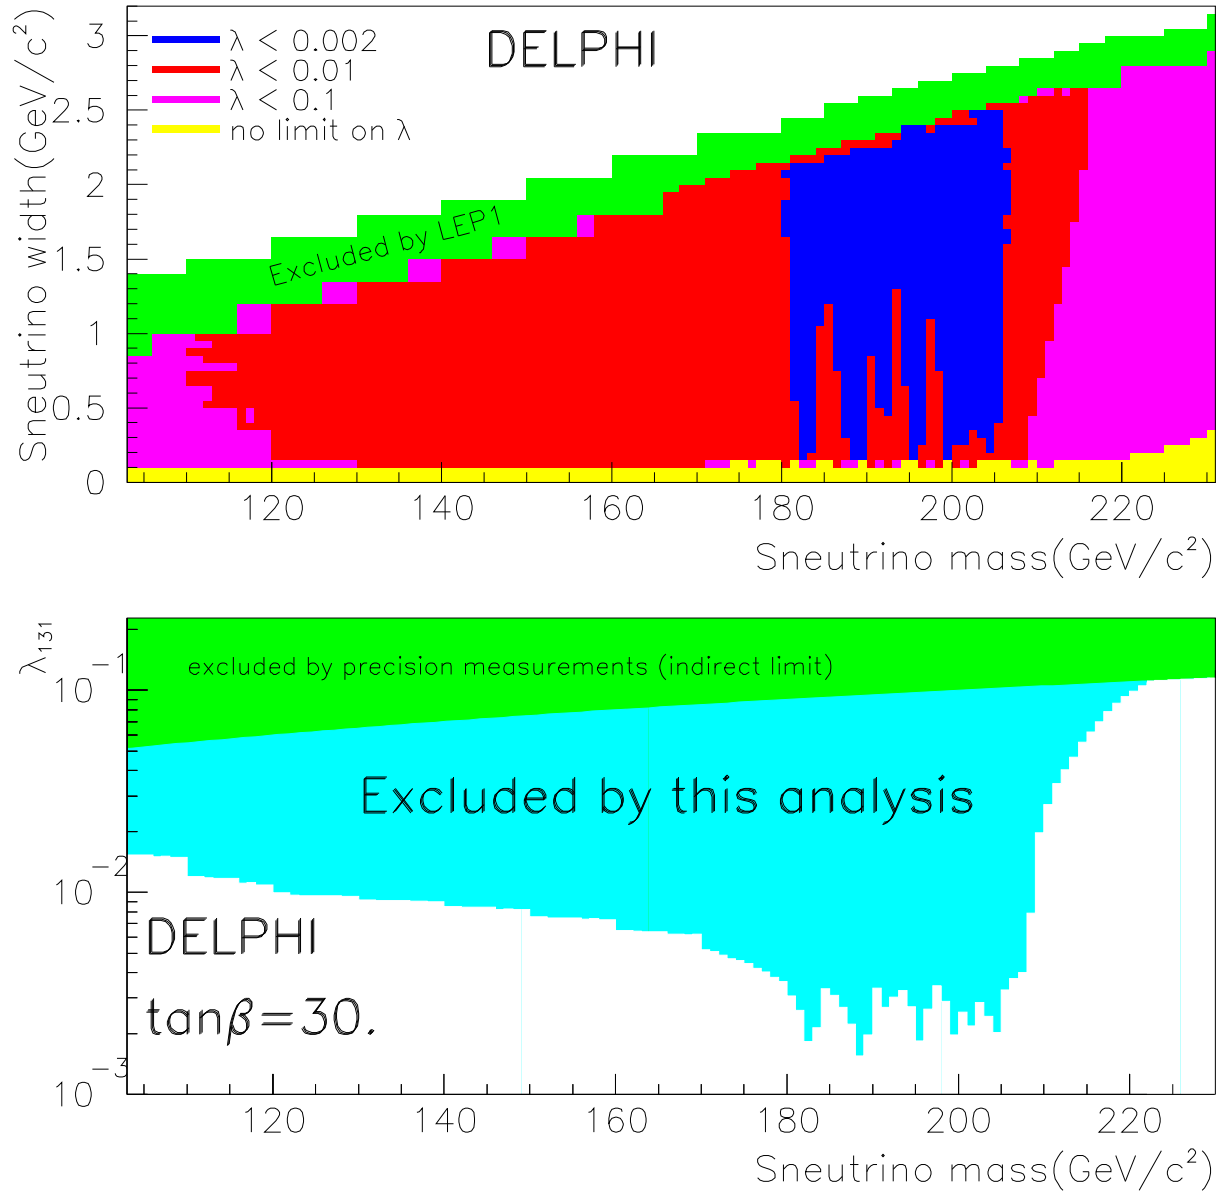 Sneutrino width(GeV/c²)
3
2.5
2
1.5
1
0.5
0
λ < 0.002
λ < 0.01
λ < 0.1
no limit on λ
DELPHI
Excluded by LEP1
120 140 160 180 200 220
Sneutrino mass(GeV/c²)
λ₁₃₁
10⁻¹
10⁻²
10⁻³
excluded by precision measurements (indirect limit)
Excluded by this analysis
DELPHI
tanβ=30.
120 140 160 180 200 220
Sneutrino mass(GeV/c²)